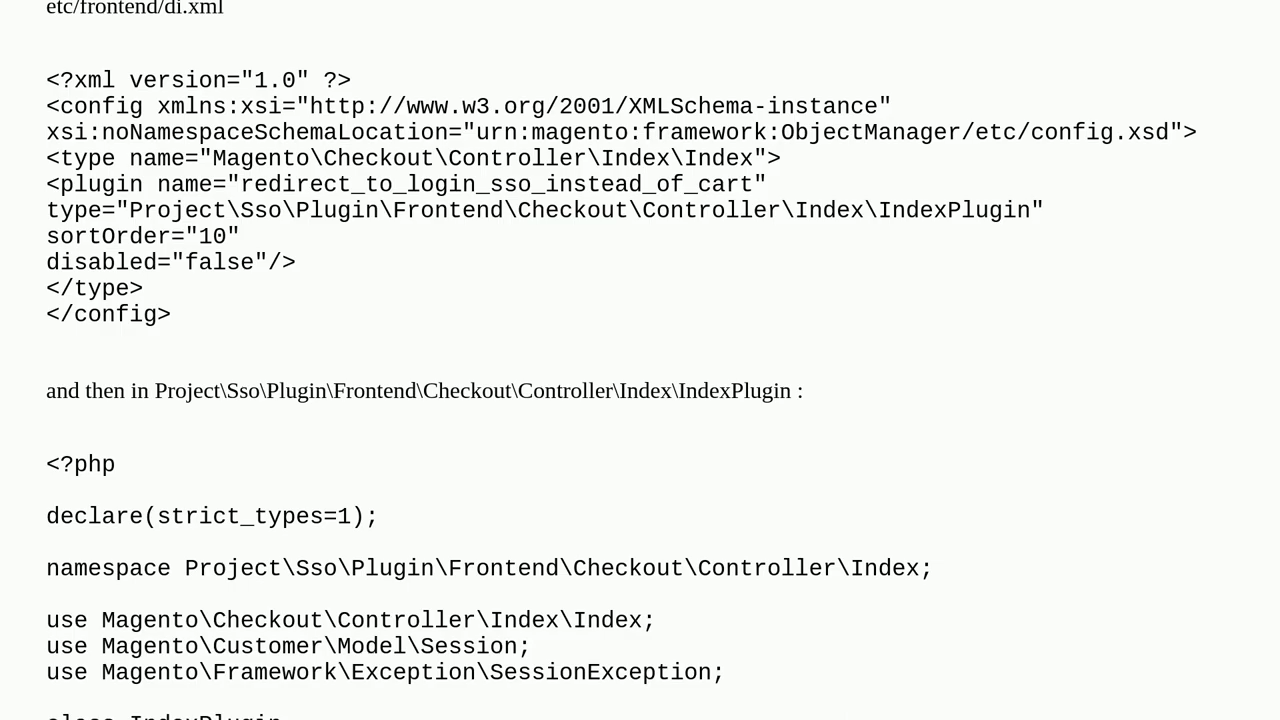 etc/frontend/di.xml
<?xml version="1.0" ?>
<config xmlns:xsi="http://www.w3.org/2001/XMLSchema-instance"
xsi:noNamespaceSchemaLocation="urn:magento:framework:ObjectManager/etc/config.xsd">
<type name="Magento\Checkout\Controller\Index\Index">
<plugin name="redirect_to_login_sso_instead_of_cart"
type="Project\Sso\Plugin\Frontend\Checkout\Controller\Index\IndexPlugin"
sortOrder="10"
disabled="false"/>
</type>
</config>
and then in Project\Sso\Plugin\Frontend\Checkout\Controller\Index\IndexPlugin :
<?php
declare(strict_types=1);
namespace Project\Sso\Plugin\Frontend\Checkout\Controller\Index;
use Magento\Checkout\Controller\Index\Index;
use Magento\Customer\Model\Session;
use Magento\Framework\Exception\SessionException;
class IndexPlugin